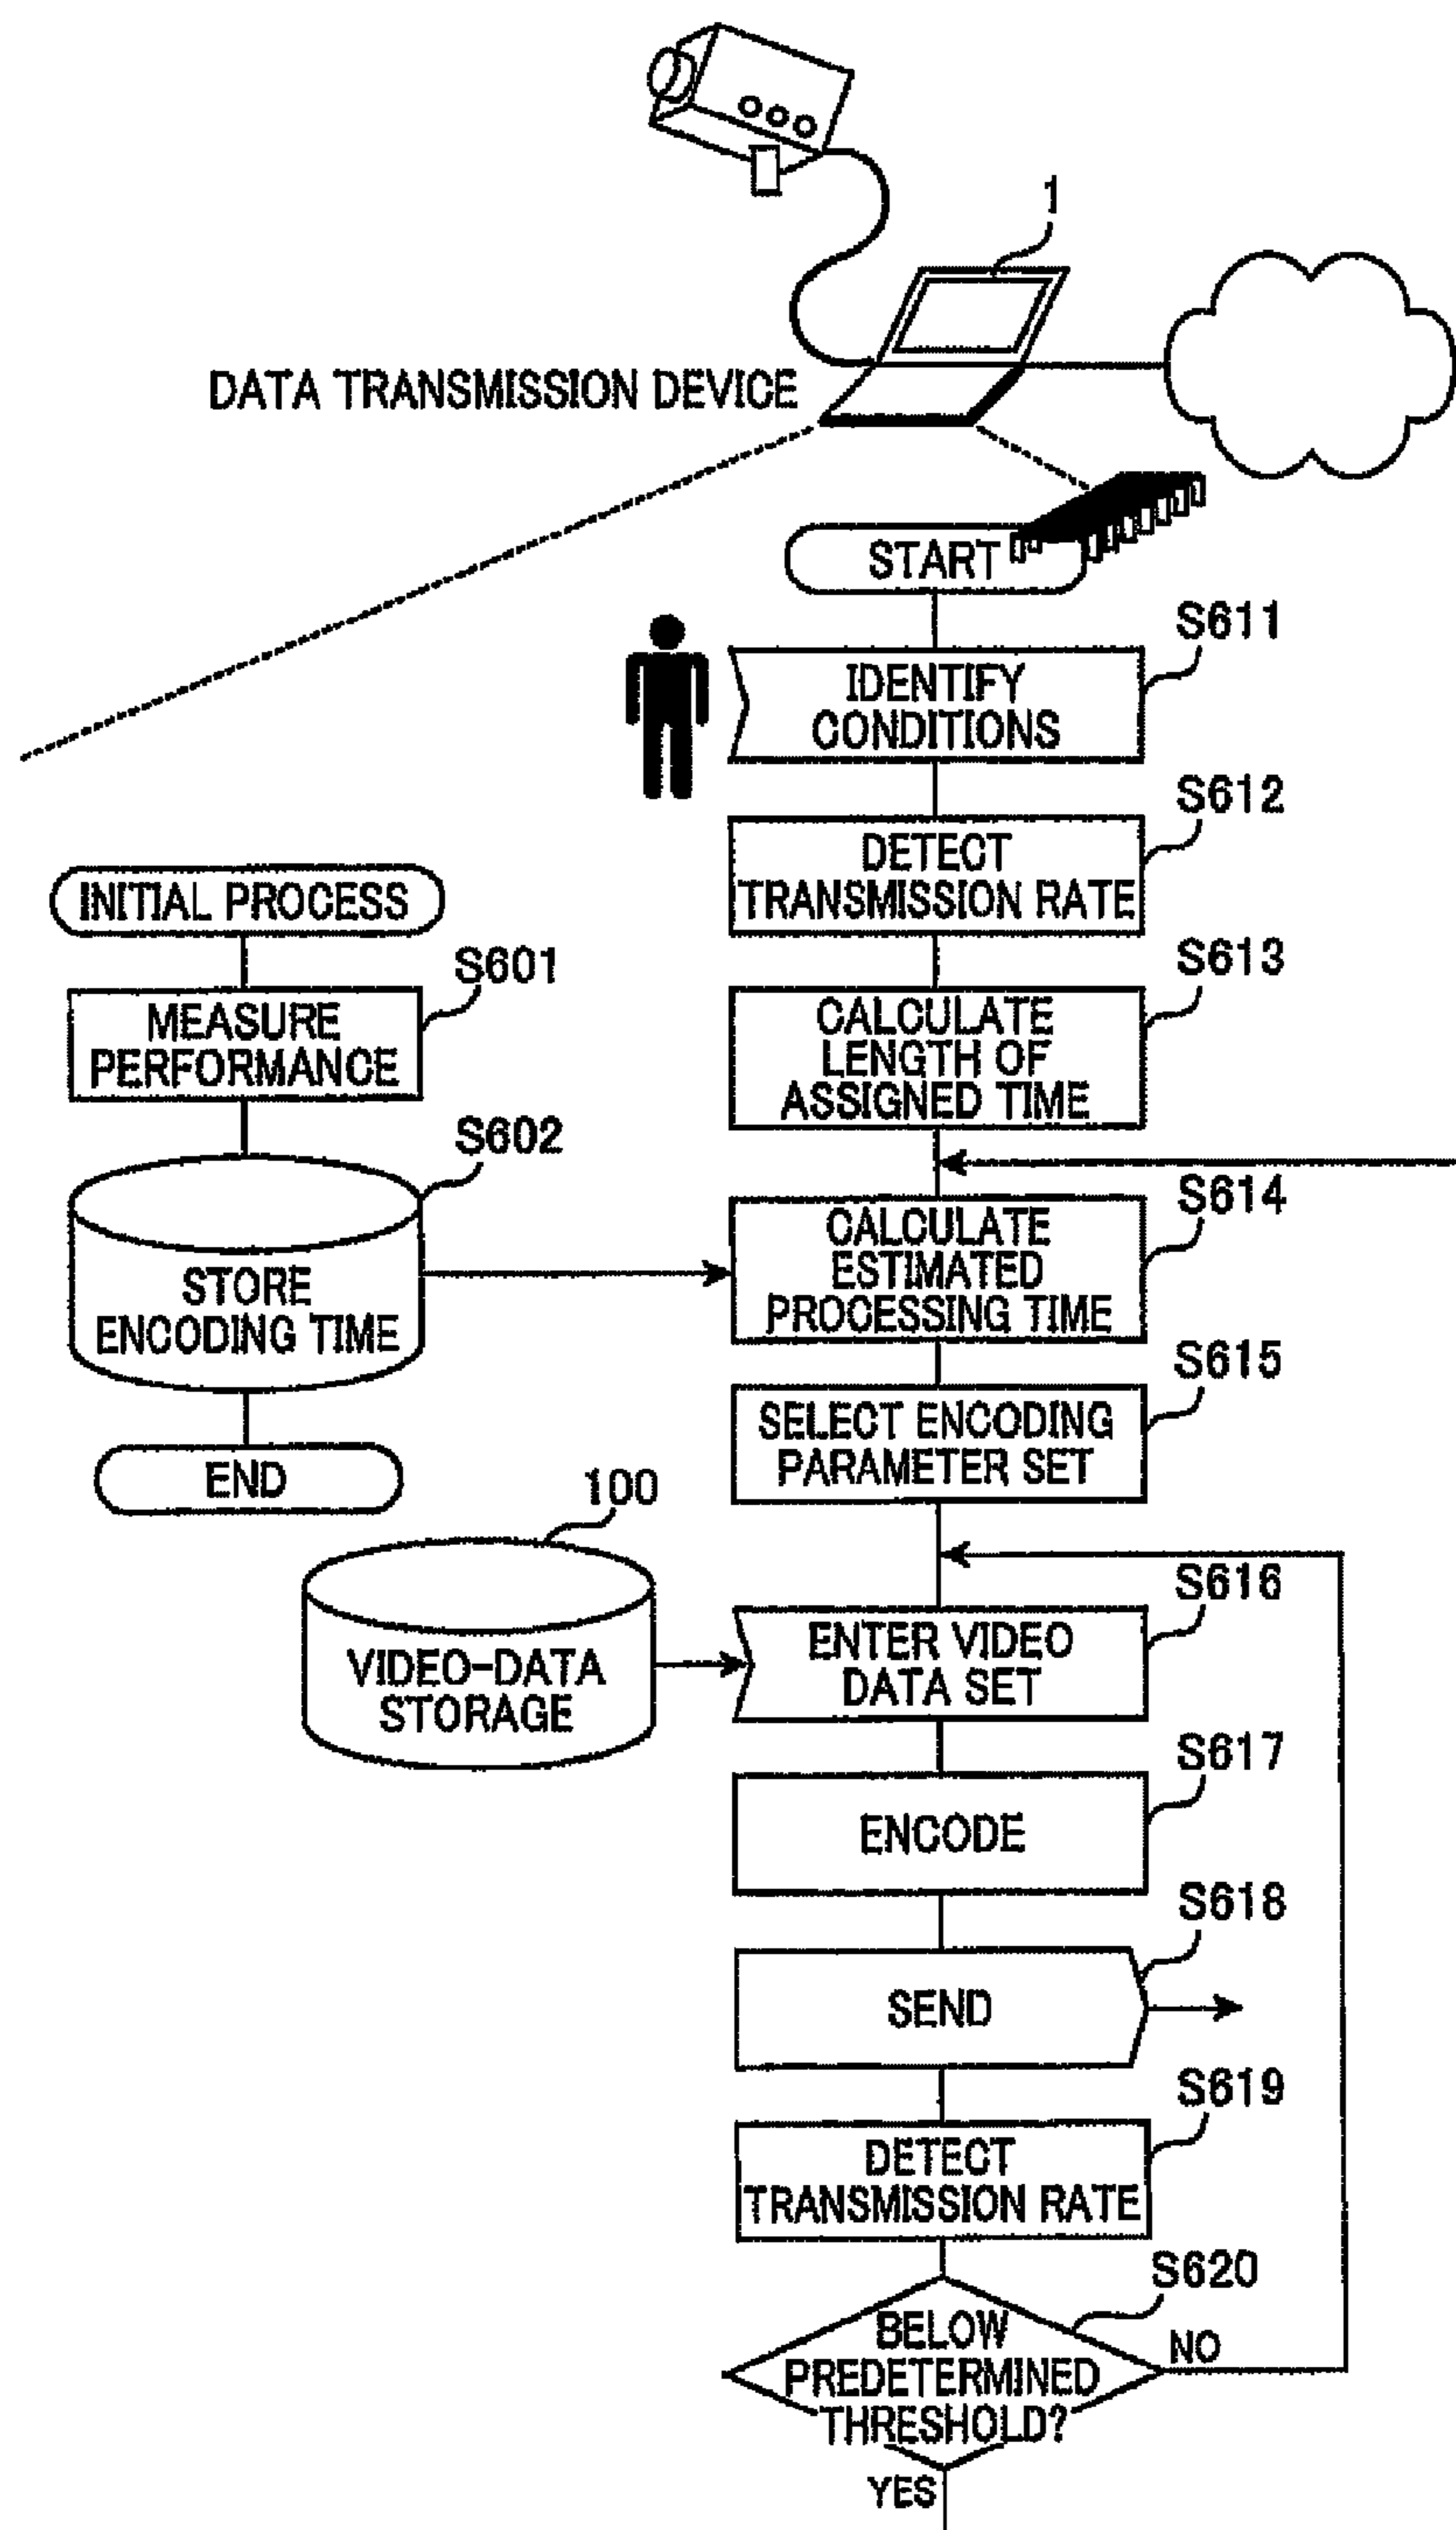 1
DATA TRANSMISSION DEVICE
START
S611
IDENTIFY
CONDITIONS
S612
DETECT
TRANSMISSION RATE
INITIAL PROCESS
S601
MEASURE
PERFORMANCE
S613
CALCULATE
LENGTH OF
ASSIGNED TIME
S602
STORE
ENCODING TIME
END
S614
CALCULATE
ESTIMATED
PROCESSING TIME
S615
SELECT ENCODING
PARAMETER SET
100
VIDEO-DATA
STORAGE
S616
ENTER VIDEO
DATA SET
S617
ENCODE
S618
SEND
S619
DETECT
TRANSMISSION RATE
S620
BELOW
PREDETERMINED
THRESHOLD?
NO
YES